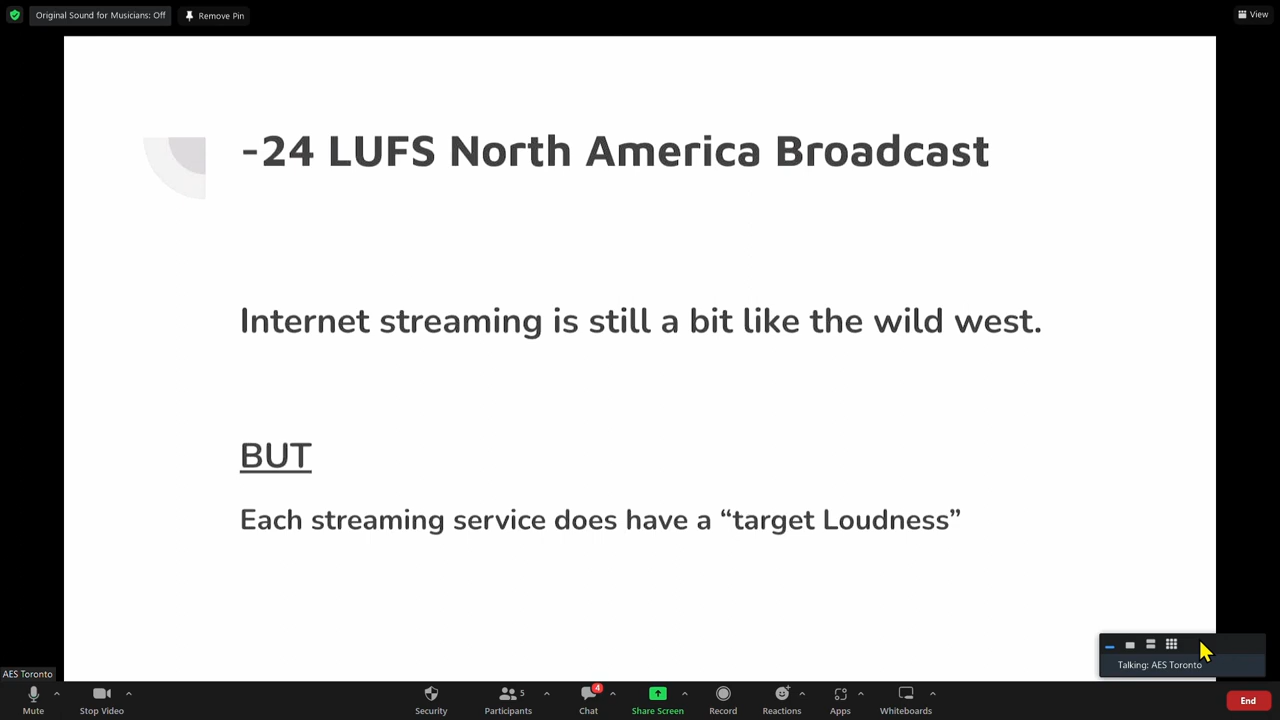 Original Sound for Musicians: Off
Remove Pin
View
-24 LUFS North America Broadcast
Internet streaming is still a bit like the wild west.
BUT
Each streaming service does have a “target Loudness”
Talking: AES Toronto
AES Toronto
Mute
Stop Video
Security
Participants
5
Chat
4
Share Screen
Record
Reactions
Apps
Whiteboards
End